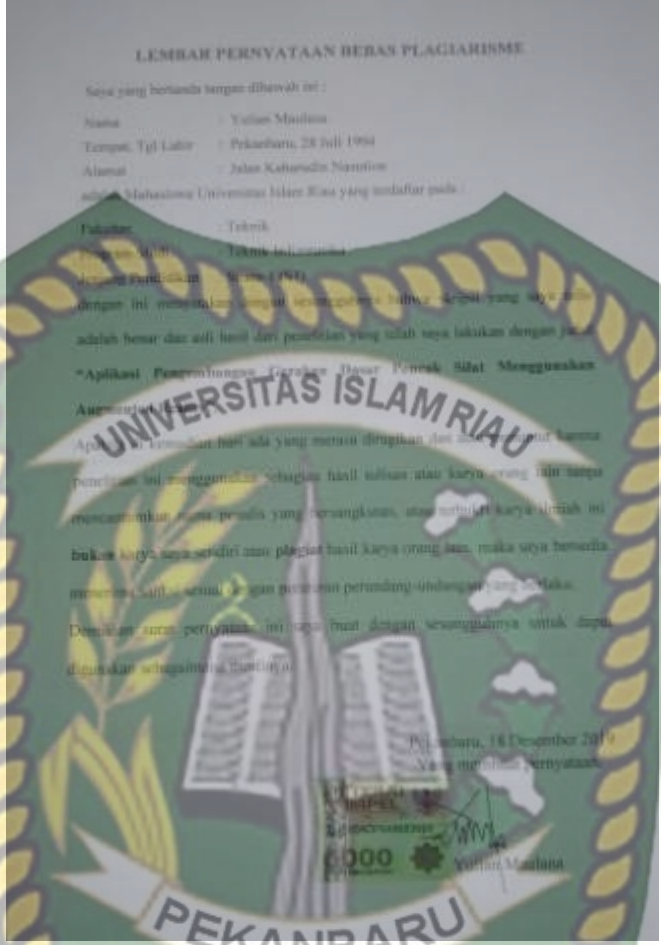 LEMBAR PERNYATAAN BEBAS PLAGIARISME
Saya yang bertanda tangan dibawah ini :
Nama : Yulian Maulana
Tempat, Tgl Lahir : Pekanbaru, 28 Juli 1994
Alamat : Jalan Kaharudin Nasution
adalah Mahasiswa Universitas Islam Riau yang terdaftar pada :
Fakultas : Teknik
Program Studi : Teknik Informatika
Jenjang Pendidikan : Strata-1 (S1)
dengan ini menyatakan dengan sesungguhnya bahwa skripsi yang saya tulis
adalah benar dan asli hasil dari penelitian yang telah saya lakukan dengan judul
“Aplikasi Gerakan Dasar Pencak Silat Menggunakan
Augmented
UNIVERSITAS ISLAM RIAU
Apabila di kemudian hari ada yang merasa dirugikan dan atau menuntut karena
penelitian ini menggunakan sebagian hasil tulisan atau karya orang lain tanpa
mencantumkan nama penulis yang bersangkutan, atau terbukti karya ilmiah ini
bukan karya saya sendiri atau plagiat hasil karya orang lain, maka saya bersedia
menerima sanksi sesuai dengan peraturan perundang-undangan yang berlaku.
Demikian surat pernyataan ini saya buat dengan sesungguhnya untuk dapat
digunakan sebagaimana mestinya.
Pekanbaru, 18 Desember 2019
Yang membuat pernyataan,
METERAI
TEMPEL
6000
Yulian Maulana
PEKANBARU